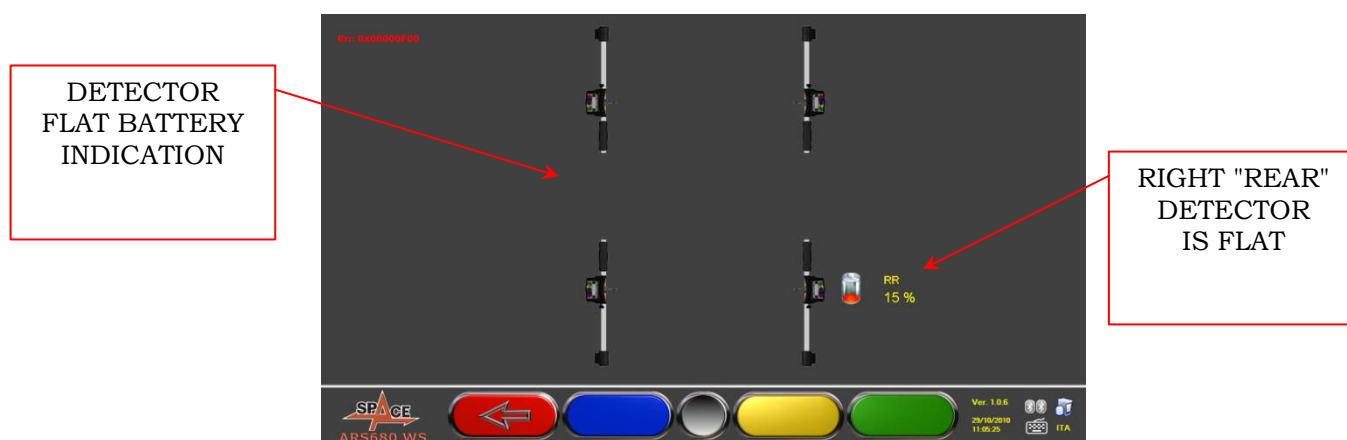 Err: 0x00000F00
DETECTOR
FLAT BATTERY
INDICATION
RIGHT "REAR"
DETECTOR
IS FLAT
RR
15 %
SPACE
ARS680 WS
Ver. 1.0.6
29/10/2010
11:05:25
ITA